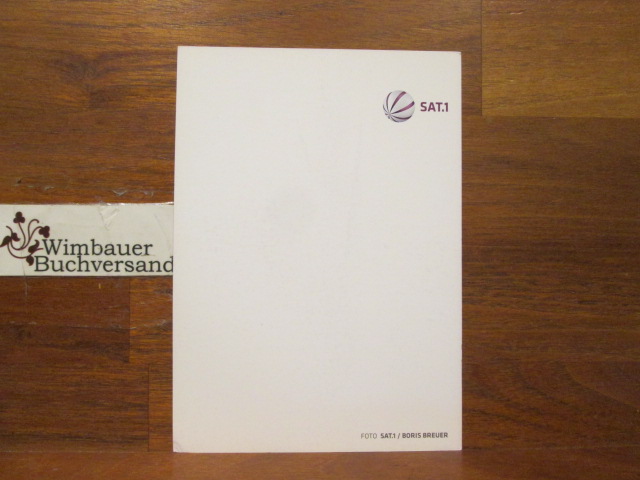 SAT.1
Wimbauer
Buchversand
FOTO SAT.1 / BORIS BREUER